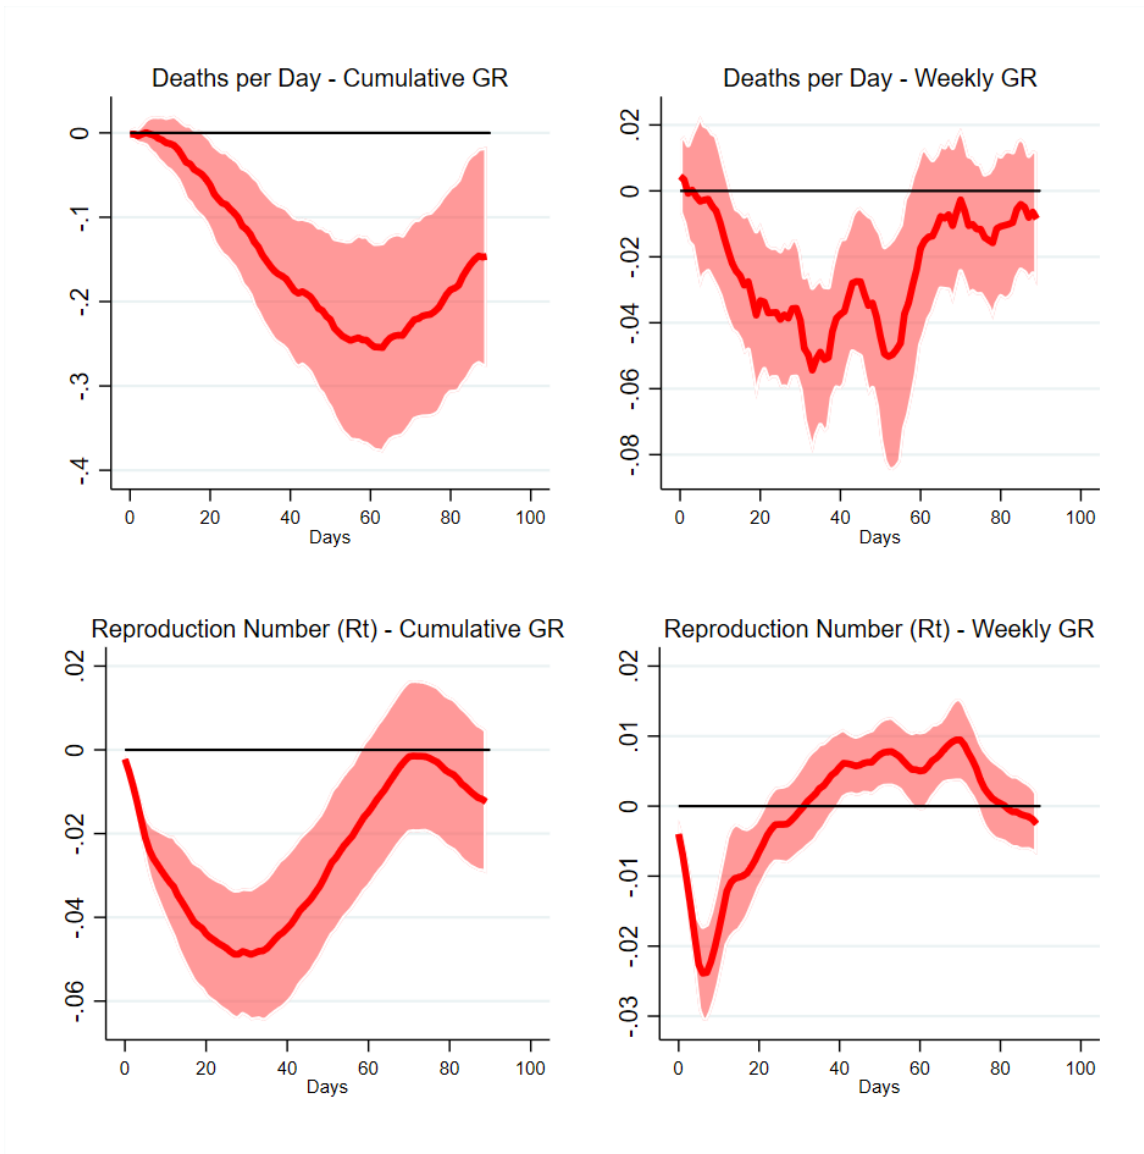 Deaths per Day - Cumulative GR
0
-.1
-.2
-.3
-.4
0 20 40 60 80 100
Days
Deaths per Day - Weekly GR
.02
0
-.02
-.04
-.06
-.08
0 20 40 60 80 100
Days
Reproduction Number (Rt) - Cumulative GR
.02
0
-.02
-.04
-.06
0 20 40 60 80 100
Days
Reproduction Number (Rt) - Weekly GR
.02
.01
0
-.01
-.02
-.03
0 20 40 60 80 100
Days